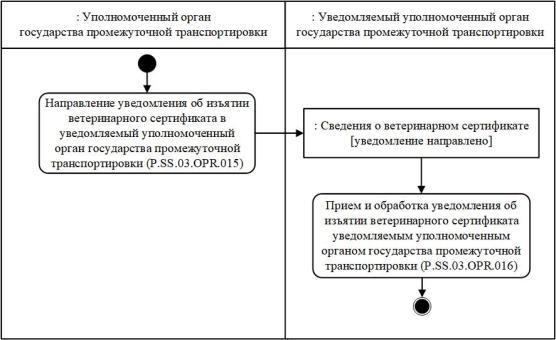 : Уполномоченный орган
государства промежуточной транспортировки
: Уведомляемый уполномоченный орган
государства промежуточной транспортировки
Направление уведомления об изъятии
ветеринарного сертификата в
уведомляемый уполномоченный
орган государства промежуточной
транспортировки (P.SS.03.OPR.015)
: Сведения о ветеринарном сертификате
[уведомление направлено]
Прием и обработка уведомления об
изъятии ветеринарного сертификата
уведомляемым уполномоченным
органом государства промежуточной
транспортировки (P.SS.03.OPR.016)